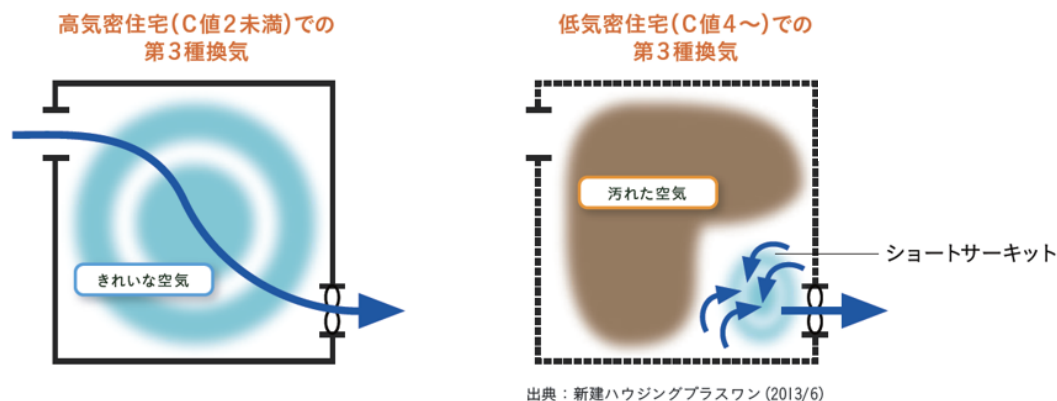 高気密住宅(C値2未満)での
第3種換気
きれいな空気
低気密住宅(C値4〜)での
第3種換気
汚れた空気
ショートサーキット
出典：新建ハウジングプラスワン(2013/6)